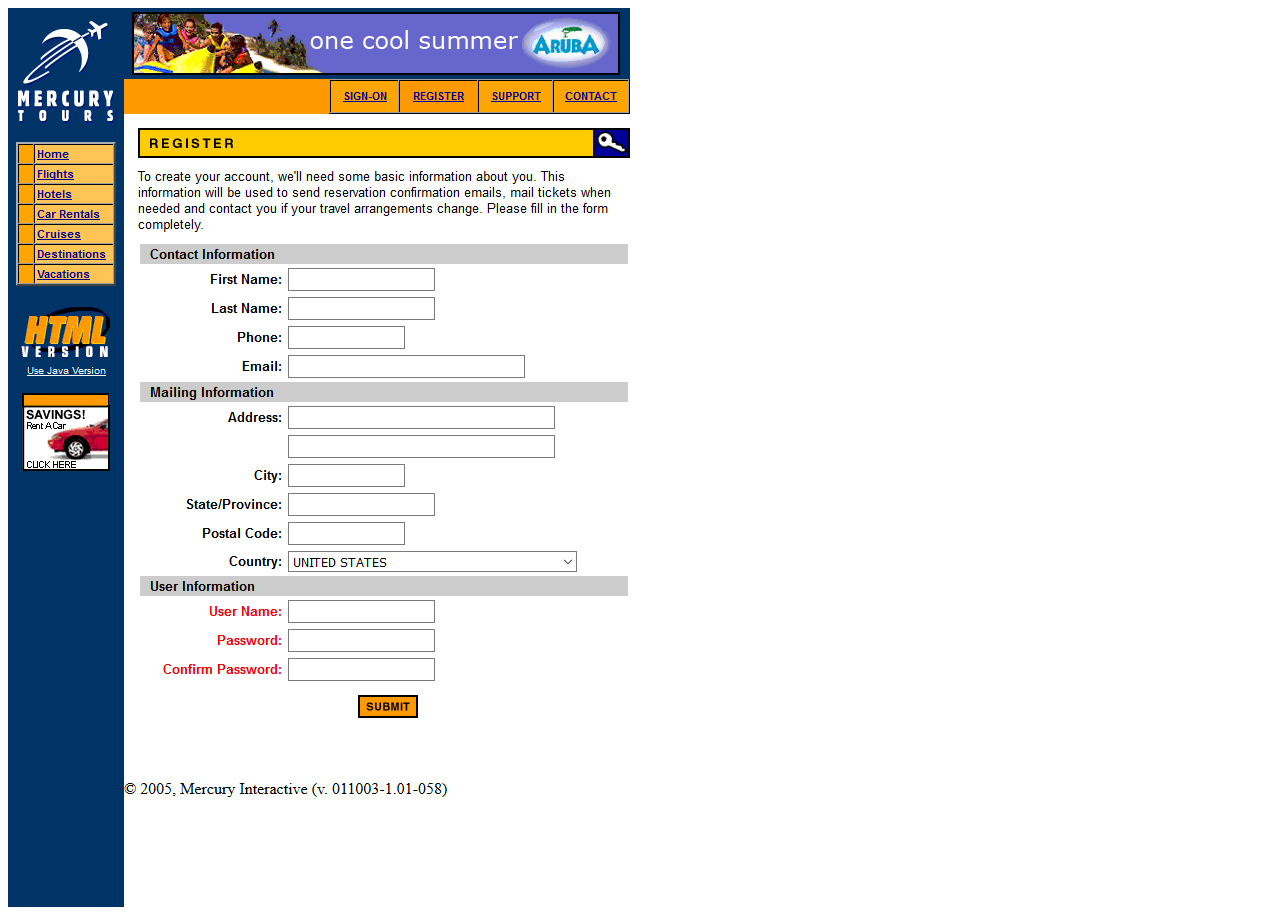 MERCURY
TOURS
one cool summer
ARUBA
SIGN-ON
REGISTER
SUPPORT
CONTACT
Home
Flights
Hotels
Car Rentals
Cruises
Destinations
Vacations
HTML
VERSION
Use Java Version
SAVINGS!
Rent A Car
CLICK HERE
REGISTER
To create your account, we'll need some basic information about you. This
information will be used to send reservation confirmation emails, mail tickets when
needed and contact you if your travel arrangements change. Please fill in the form
completely.
Contact Information
First Name:
Last Name:
Phone:
Email:
Mailing Information
Address:
City:
State/Province:
Postal Code:
Country: UNITED STATES
User Information
User Name:
Password:
Confirm Password:
SUBMIT
© 2005, Mercury Interactive (v. 011003-1.01-058)